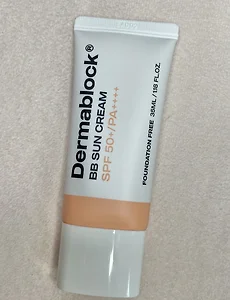 Dermablock®
BB SUN CREAM
SPF 50+/PA++++
FOUNDATION FREE 35ML/1.18 FL.OZ.